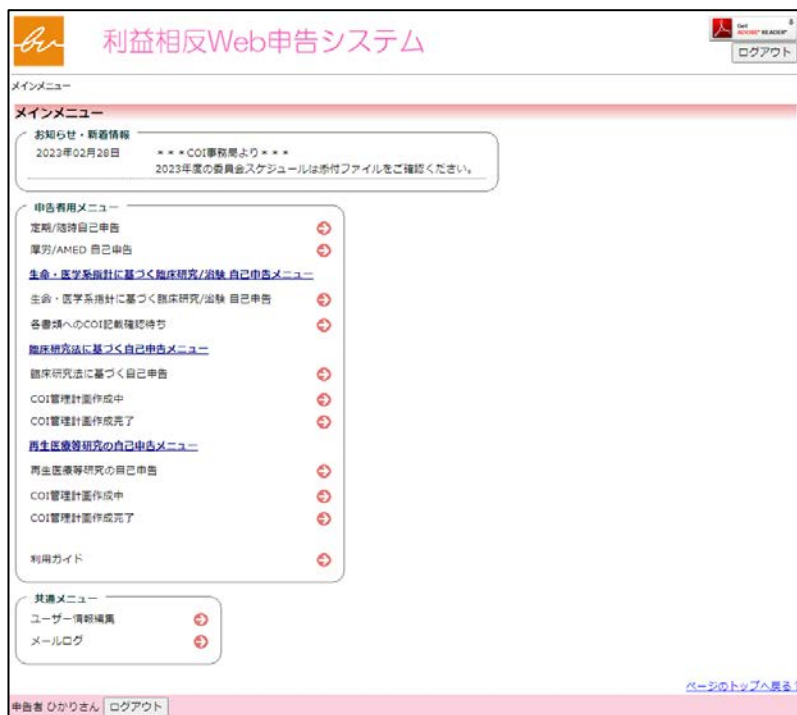 bu
利益相反Web申告システム
Get ADOBE® READER®
ログアウト
メインメニュー
メインメニュー
お知らせ・新着情報
2023年02月28日 ***COI事務局より***
2023年度の委員会スケジュールは添付ファイルをご確認ください。
申告者用メニュー
定期/随時自己申告
厚労/AMED 自己申告
生命・医学系指針に基づく臨床研究/治験 自己申告メニュー
生命・医学系指針に基づく臨床研究/治験 自己申告
各書類へのCOI記載確認待ち
臨床研究法に基づく自己申告メニュー
臨床研究法に基づく自己申告
COI管理計画作成中
COI管理計画作成完了
再生医療等研究の自己申告メニュー
再生医療等研究の自己申告
COI管理計画作成中
COI管理計画作成完了
利用ガイド
共通メニュー
ユーザー情報編集
メールログ
ページのトップへ戻る↑
申告者 ひかりさん ログアウト